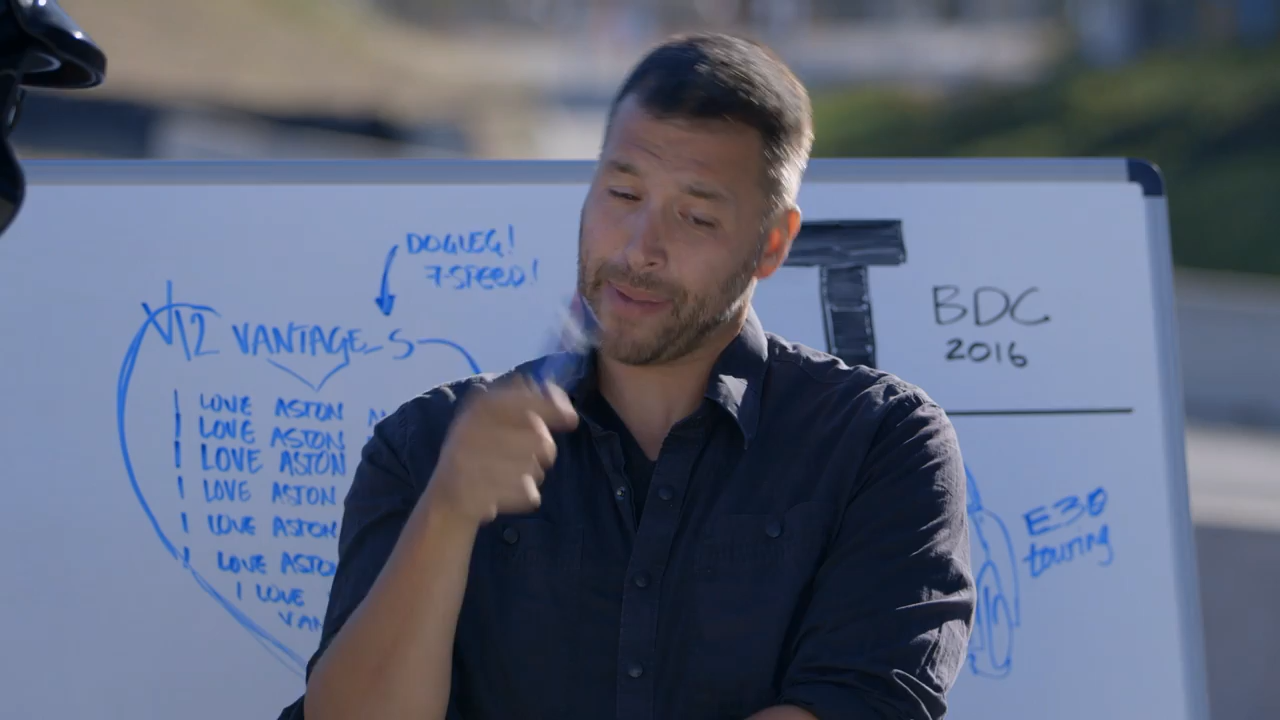 DOGLEG!
7-SPEED!
V12 VANTAGE S
I LOVE ASTON
I LOVE ASTON
I LOVE ASTON
I LOVE ASTON
I LOVE ASTON
I LOVE ASTON
I LOVE
T
BDC
2016
E30
touring